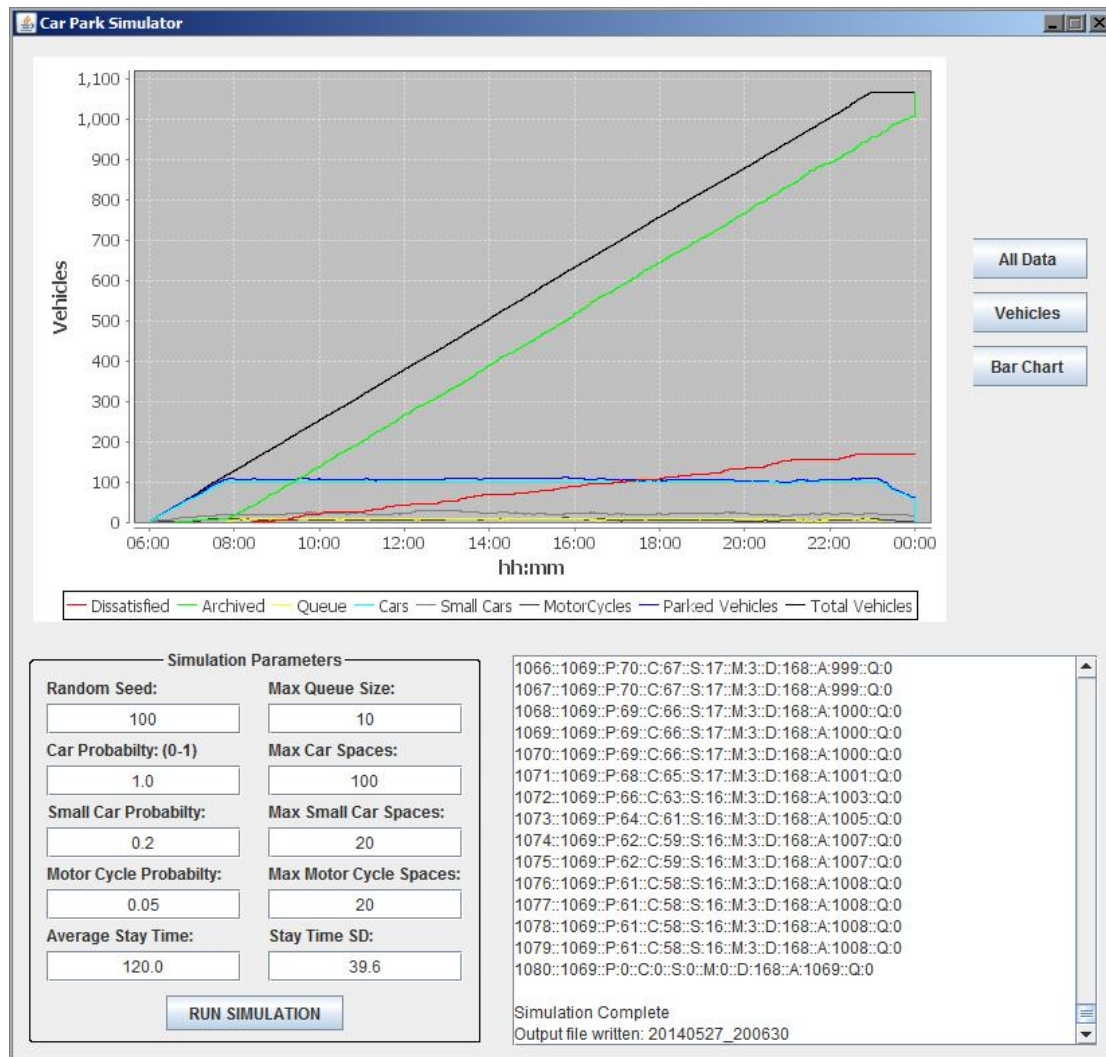 Car Park Simulator
1,100
1,000
900
800
700
600
500
400
300
200
100
0
Vehicles
06:00 08:00 10:00 12:00 14:00 16:00 18:00 20:00 22:00 00:00
hh:mm
Dissatisfied Archived Queue Cars Small Cars MotorCycles Parked Vehicles Total Vehicles
All Data
Vehicles
Bar Chart
Simulation Parameters
Random Seed: Max Queue Size:
100 10
Car Probabilty: (0-1) Max Car Spaces:
1.0 100
Small Car Probabilty: Max Small Car Spaces:
0.2 20
Motor Cycle Probabilty: Max Motor Cycle Spaces:
0.05 20
Average Stay Time: Stay Time SD:
120.0 39.6
RUN SIMULATION
1066::1069::P:70::C:67::S:17::M:3::D:168::A:999::Q:0
1067::1069::P:70::C:67::S:17::M:3::D:168::A:999::Q:0
1068::1069::P:69::C:66::S:17::M:3::D:168::A:1000::Q:0
1069::1069::P:69::C:66::S:17::M:3::D:168::A:1000::Q:0
1070::1069::P:69::C:66::S:17::M:3::D:168::A:1000::Q:0
1071::1069::P:68::C:65::S:17::M:3::D:168::A:1001::Q:0
1072::1069::P:66::C:63::S:16::M:3::D:168::A:1003::Q:0
1073::1069::P:64::C:61::S:16::M:3::D:168::A:1005::Q:0
1074::1069::P:62::C:59::S:16::M:3::D:168::A:1007::Q:0
1075::1069::P:62::C:59::S:16::M:3::D:168::A:1007::Q:0
1076::1069::P:61::C:58::S:16::M:3::D:168::A:1008::Q:0
1077::1069::P:61::C:58::S:16::M:3::D:168::A:1008::Q:0
1078::1069::P:61::C:58::S:16::M:3::D:168::A:1008::Q:0
1079::1069::P:61::C:58::S:16::M:3::D:168::A:1008::Q:0
1080::1069::P:0::C:0::S:0::M:0::D:168::A:1069::Q:0
Simulation Complete
Output file written: 20140527_200630